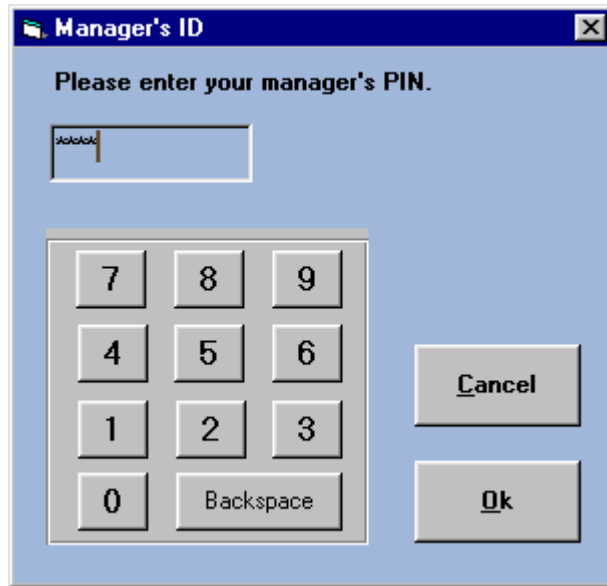 Manager's ID
Please enter your manager's PIN.
****
7 8 9
4 5 6
Cancel
1 2 3
0 Backspace
Ok